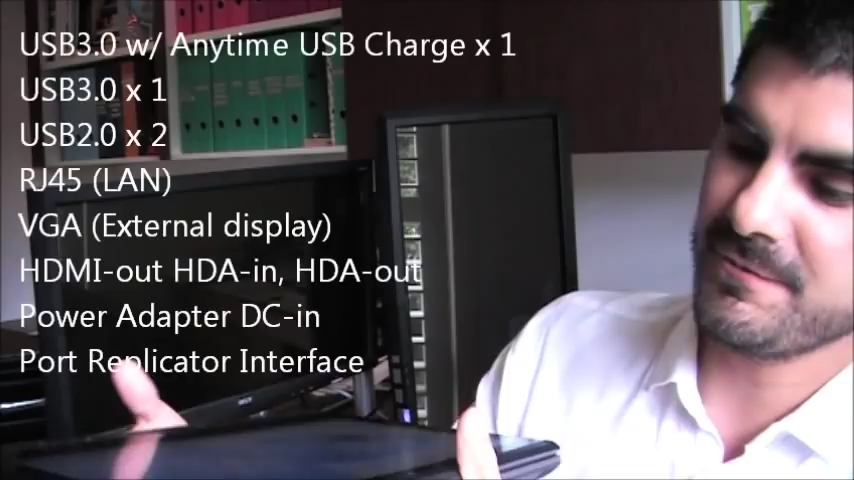 USB3.0 w/ Anytime USB Charge x 1
USB3.0 x 1
USB2.0 x 2
RJ45 (LAN)
VGA (External display)
HDMI-out HDA-in, HDA-out
Power Adapter DC-in
Port Replicator Interface